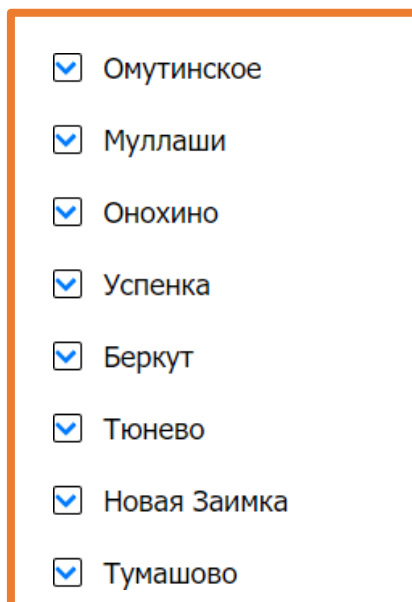 Омутинское
Муллаши
Онохино
Успенка
Беркут
Тюнево
Новая Заимка
Тумашово